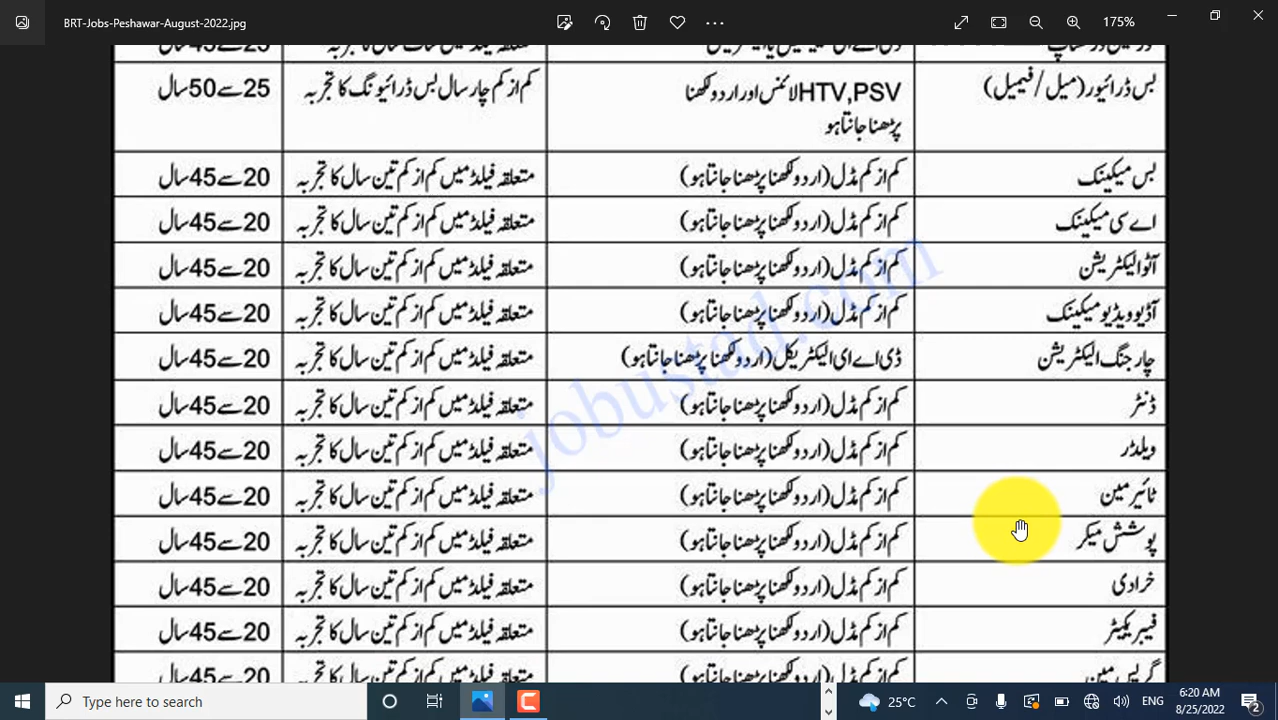 BRT-Jobs-Peshawar-August-2022.jpg
175%
بس ڈرائیور (میل/فیمیل) HTV,PSV لائنس اور اردو لکھنا کم از کم چار سال بس ڈرائیونگ کا تجربہ 25 سے 50 سال
پڑھنا جانتا ہو
بس میکینک کم از کم مڈل (اردو لکھنا پڑھنا جانتا ہو) متعلقہ فیلڈ میں کم از کم تین سال کا تجربہ 20 سے 45 سال
اے سی میکینک کم از کم مڈل (اردو لکھنا پڑھنا جانتا ہو) متعلقہ فیلڈ میں کم از کم تین سال کا تجربہ 20 سے 45 سال
آٹو الیکٹریشن کم از کم مڈل (اردو لکھنا پڑھنا جانتا ہو) متعلقہ فیلڈ میں کم از کم تین سال کا تجربہ 20 سے 45 سال
آڈیو ویڈیو میکینک کم از کم مڈل (اردو لکھنا پڑھنا جانتا ہو) متعلقہ فیلڈ میں کم از کم تین سال کا تجربہ 20 سے 45 سال
چارجنگ الیکٹریشن ڈی اے ای الیکٹریکل (اردو لکھنا پڑھنا جانتا ہو) متعلقہ فیلڈ میں کم از کم تین سال کا تجربہ 20 سے 45 سال
ڈنٹر کم از کم مڈل (اردو لکھنا پڑھنا جانتا ہو) متعلقہ فیلڈ میں کم از کم تین سال کا تجربہ 20 سے 45 سال
ویلڈر کم از کم مڈل (اردو لکھنا پڑھنا جانتا ہو) متعلقہ فیلڈ میں کم از کم تین سال کا تجربہ 20 سے 45 سال
ٹائیر مین کم از کم مڈل (اردو لکھنا پڑھنا جانتا ہو) متعلقہ فیلڈ میں کم از کم تین سال کا تجربہ 20 سے 45 سال
پوشش میکر کم از کم مڈل (اردو لکھنا پڑھنا جانتا ہو) متعلقہ فیلڈ میں کم از کم تین سال کا تجربہ 20 سے 45 سال
خرادی کم از کم مڈل (اردو لکھنا پڑھنا جانتا ہو) متعلقہ فیلڈ میں کم از کم تین سال کا تجربہ 20 سے 45 سال
فیبریکیٹر کم از کم مڈل (اردو لکھنا پڑھنا جانتا ہو) متعلقہ فیلڈ میں کم از کم تین سال کا تجربہ 20 سے 45 سال
گریس مین
jobustad.com
Type here to search
25°C
ENG
6:20 AM
8/25/2022
2